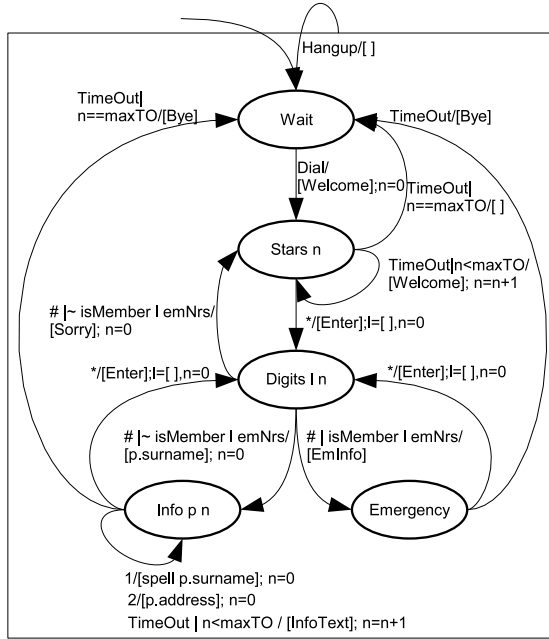 Hangup/[ ]
TimeOut|
n==maxTO/[Bye]
TimeOut/[Bye]
Wait
Dial/
[Welcome];n=0
TimeOut|
n==maxTO/[ ]
Stars n
TimeOut|n<maxTO/
[Welcome]; n=n+1
# |~ isMember l emNrs/
[Sorry]; n=0
*/[Enter];l=[ ],n=0
*/[Enter];l=[ ],n=0
Digits l n
*/[Enter];l=[ ],n=0
# |~ isMember l emNrs/
[p.surname]; n=0
# | isMember l emNrs/
[EmInfo]
Info p n
Emergency
1/[spell p.surname]; n=0
2/[p.address]; n=0
TimeOut | n<maxTO / [InfoText]; n=n+1